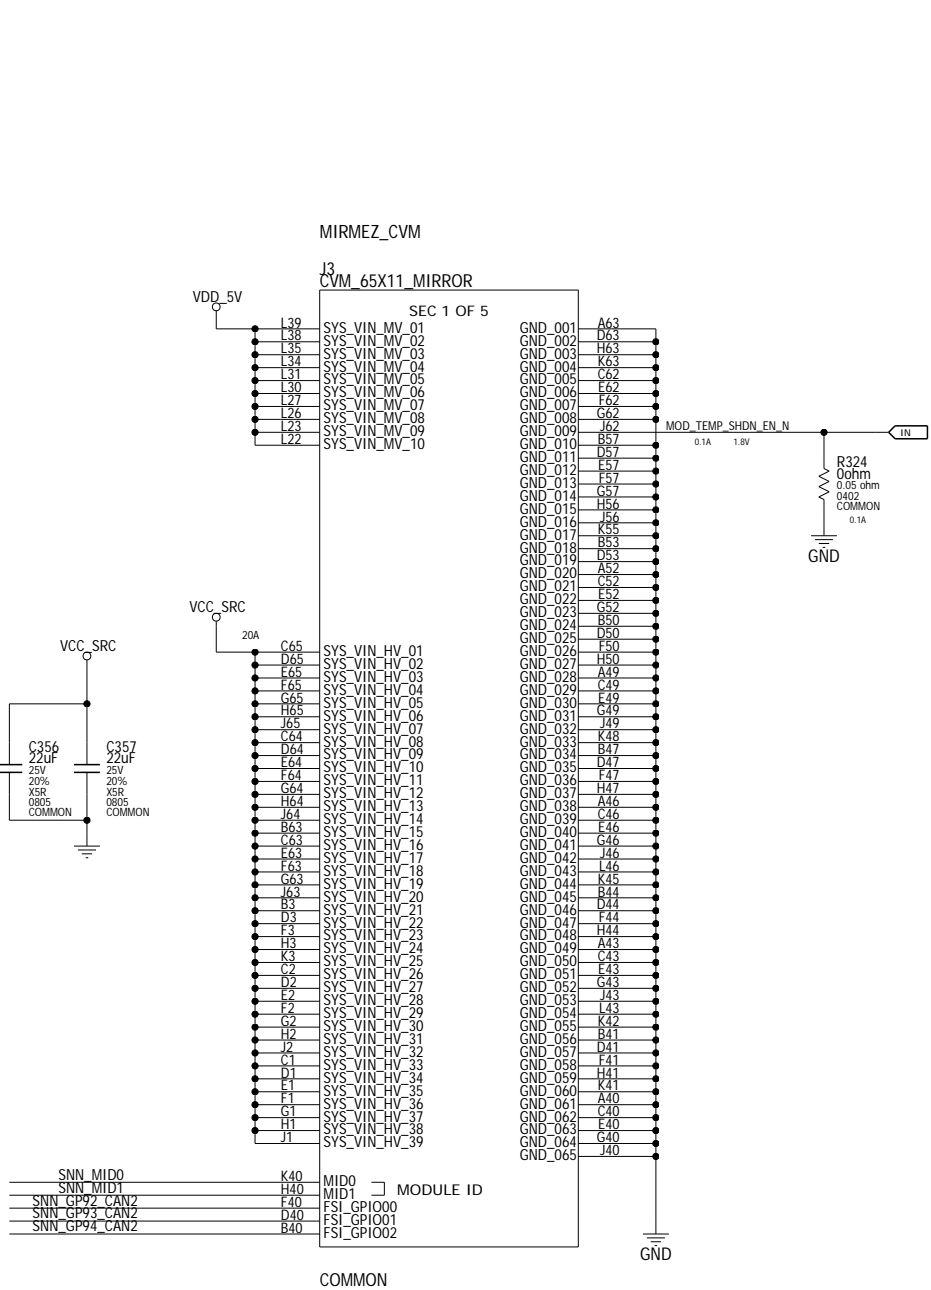 MIRMEZ_CVM
J3
CVM_65X11_MIRROR
SEC 1 OF 5
VDD_5V
L39 SYS_VIN_MV_01
L38 SYS_VIN_MV_02
L35 SYS_VIN_MV_03
L34 SYS_VIN_MV_04
L31 SYS_VIN_MV_05
L30 SYS_VIN_MV_06
L27 SYS_VIN_MV_07
L26 SYS_VIN_MV_08
L23 SYS_VIN_MV_09
L22 SYS_VIN_MV_10
VCC_SRC
20A
C65 SYS_VIN_HV_01
D65 SYS_VIN_HV_02
E65 SYS_VIN_HV_03
F65 SYS_VIN_HV_04
G65 SYS_VIN_HV_05
H65 SYS_VIN_HV_06
J65 SYS_VIN_HV_07
C64 SYS_VIN_HV_08
D64 SYS_VIN_HV_09
E64 SYS_VIN_HV_10
F64 SYS_VIN_HV_11
G64 SYS_VIN_HV_12
H64 SYS_VIN_HV_13
J64 SYS_VIN_HV_14
B63 SYS_VIN_HV_15
C63 SYS_VIN_HV_16
E63 SYS_VIN_HV_17
F63 SYS_VIN_HV_18
G63 SYS_VIN_HV_19
J63 SYS_VIN_HV_20
B3 SYS_VIN_HV_21
D3 SYS_VIN_HV_22
F3 SYS_VIN_HV_23
H3 SYS_VIN_HV_24
K3 SYS_VIN_HV_25
C2 SYS_VIN_HV_26
D2 SYS_VIN_HV_27
E2 SYS_VIN_HV_28
F2 SYS_VIN_HV_29
G2 SYS_VIN_HV_30
H2 SYS_VIN_HV_31
J2 SYS_VIN_HV_32
C1 SYS_VIN_HV_33
D1 SYS_VIN_HV_34
E1 SYS_VIN_HV_35
F1 SYS_VIN_HV_36
G1 SYS_VIN_HV_37
H1 SYS_VIN_HV_38
J1 SYS_VIN_HV_39
VCC_SRC
C356
22uF
25V
20%
X5R
0805
COMMON
C357
22uF
25V
20%
X5R
0805
COMMON
SNN_MID0 K40 MID0
SNN_MID1 H40 MID1
MODULE ID
SNN_GP92_CAN2 F40 FSI_GPIO00
SNN_GP93_CAN2 D40 FSI_GPIO01
SNN_GP94_CAN2 B40 FSI_GPIO02
GND_001 A63
GND_002 D63
GND_003 H63
GND_004 K63
GND_005 C62
GND_006 E62
GND_007 F62
GND_008 G62
GND_009 J62
GND_010 B57
GND_011 D57
GND_012 E57
GND_013 F57
GND_014 G57
GND_015 H56
GND_016 J56
GND_017 K55
GND_018 B53
GND_019 D53
GND_020 A52
GND_021 C52
GND_022 E52
GND_023 G52
GND_024 B50
GND_025 D50
GND_026 F50
GND_027 H50
GND_028 A49
GND_029 C49
GND_030 E49
GND_031 G49
GND_032 J49
GND_033 K48
GND_034 B47
GND_035 D47
GND_036 F47
GND_037 H47
GND_038 A46
GND_039 C46
GND_040 E46
GND_041 G46
GND_042 J46
GND_043 L46
GND_044 K45
GND_045 B44
GND_046 D44
GND_047 F44
GND_048 H44
GND_049 A43
GND_050 C43
GND_051 E43
GND_052 G43
GND_053 J43
GND_054 L43
GND_055 K42
GND_056 B41
GND_057 D41
GND_058 F41
GND_059 H41
GND_060 K41
GND_061 A40
GND_062 C40
GND_063 E40
GND_064 G40
GND_065 J40
GND
MOD_TEMP_SHDN_EN_N
0.1A 1.8V
IN
R324
0ohm
0.05 ohm
0402
COMMON
0.1A
GND
COMMON